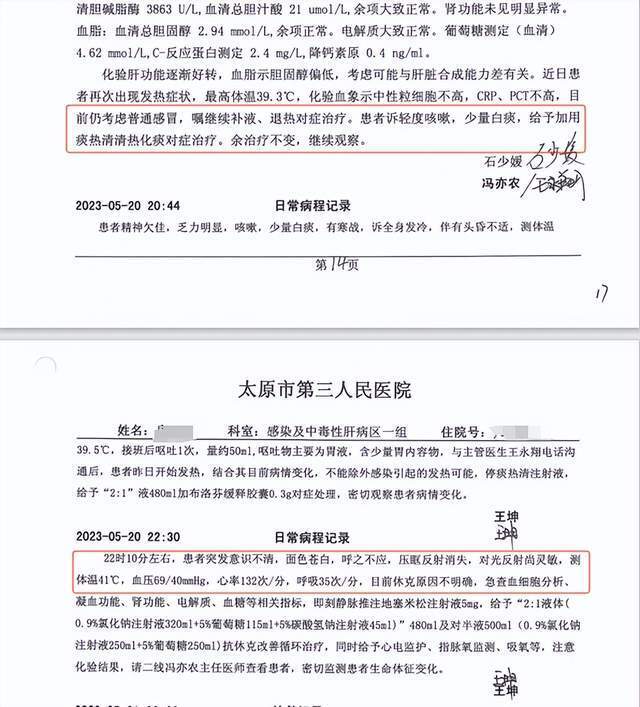 清胆碱酯酶 3863 U/L,血清总胆汁酸 21 umol/L,余项大致正常。肾功能未见明显异常。
血脂：血清总胆固醇 2.94 mmol/L,余项正常。电解质大致正常。葡萄糖测定（血清）
4.62 mmol/L,C-反应蛋白测定 2.4 mg/L,降钙素原 0.4 ng/ml。
化验肝功能逐渐好转，血脂示胆固醇偏低，考虑可能与肝脏合成能力差有关。近日患
者再次出现发热症状，最高体温39.3℃，化验血象示中性粒细胞不高，CRP、PCT不高，目
前仍考虑普通感冒，嘱继续补液、退热对症治疗。患者诉轻度咳嗽，少量白痰，给予加用
痰热清清热化痰对症治疗。余治疗不变，继续观察。
石少媛
冯亦农
2023-05-20 20:44 日常病程记录
患者精神欠佳，乏力明显，咳嗽，少量白痰，有寒战，诉全身发冷，伴有头昏不适，测体温
第14页
17
太原市第三人民医院
姓名： 科室：感染及中毒性肝病区一组 住院号：
39.5℃，接班后呕吐1次，量约50ml,呕吐物主要为胃液，含少量胃内容物，与主管医生王永翔电话沟
通后，患者昨日开始发热，结合其目前病情变化，不能除外感染引起的发热可能，停痰热清注射液，
给予“2:1”液480ml加布洛芬缓释胶囊0.3g对症处理，密切观察患者病情变化。
王坤
2023-05-20 22:30 日常病程记录
22时10分左右，患者突发意识不清，面色苍白，呼之不应，压眶反射消失，对光反射尚灵敏，测
体温41℃，血压69/40mmHg，心率132次/分，呼吸35次/分，目前休克原因不明确，急查血细胞分析、
凝血功能、肾功能、电解质、血糖等相关指标，即刻静脉推注地塞米松注射液5mg，给予“2:1液体（
0.9%氯化钠注射液320ml+5%葡萄糖115ml+5%碳酸氢钠注射液45ml）”480ml及对半液500ml（0.9%氯化
钠注射液250ml+5%葡萄糖250ml)抗休克改善循环治疗，同时给予心电监护、指脉氧监测、吸氧等，注意
化验结果，请二线冯亦农主任医师查看患者，密切监测患者生命体征变化。
王坤